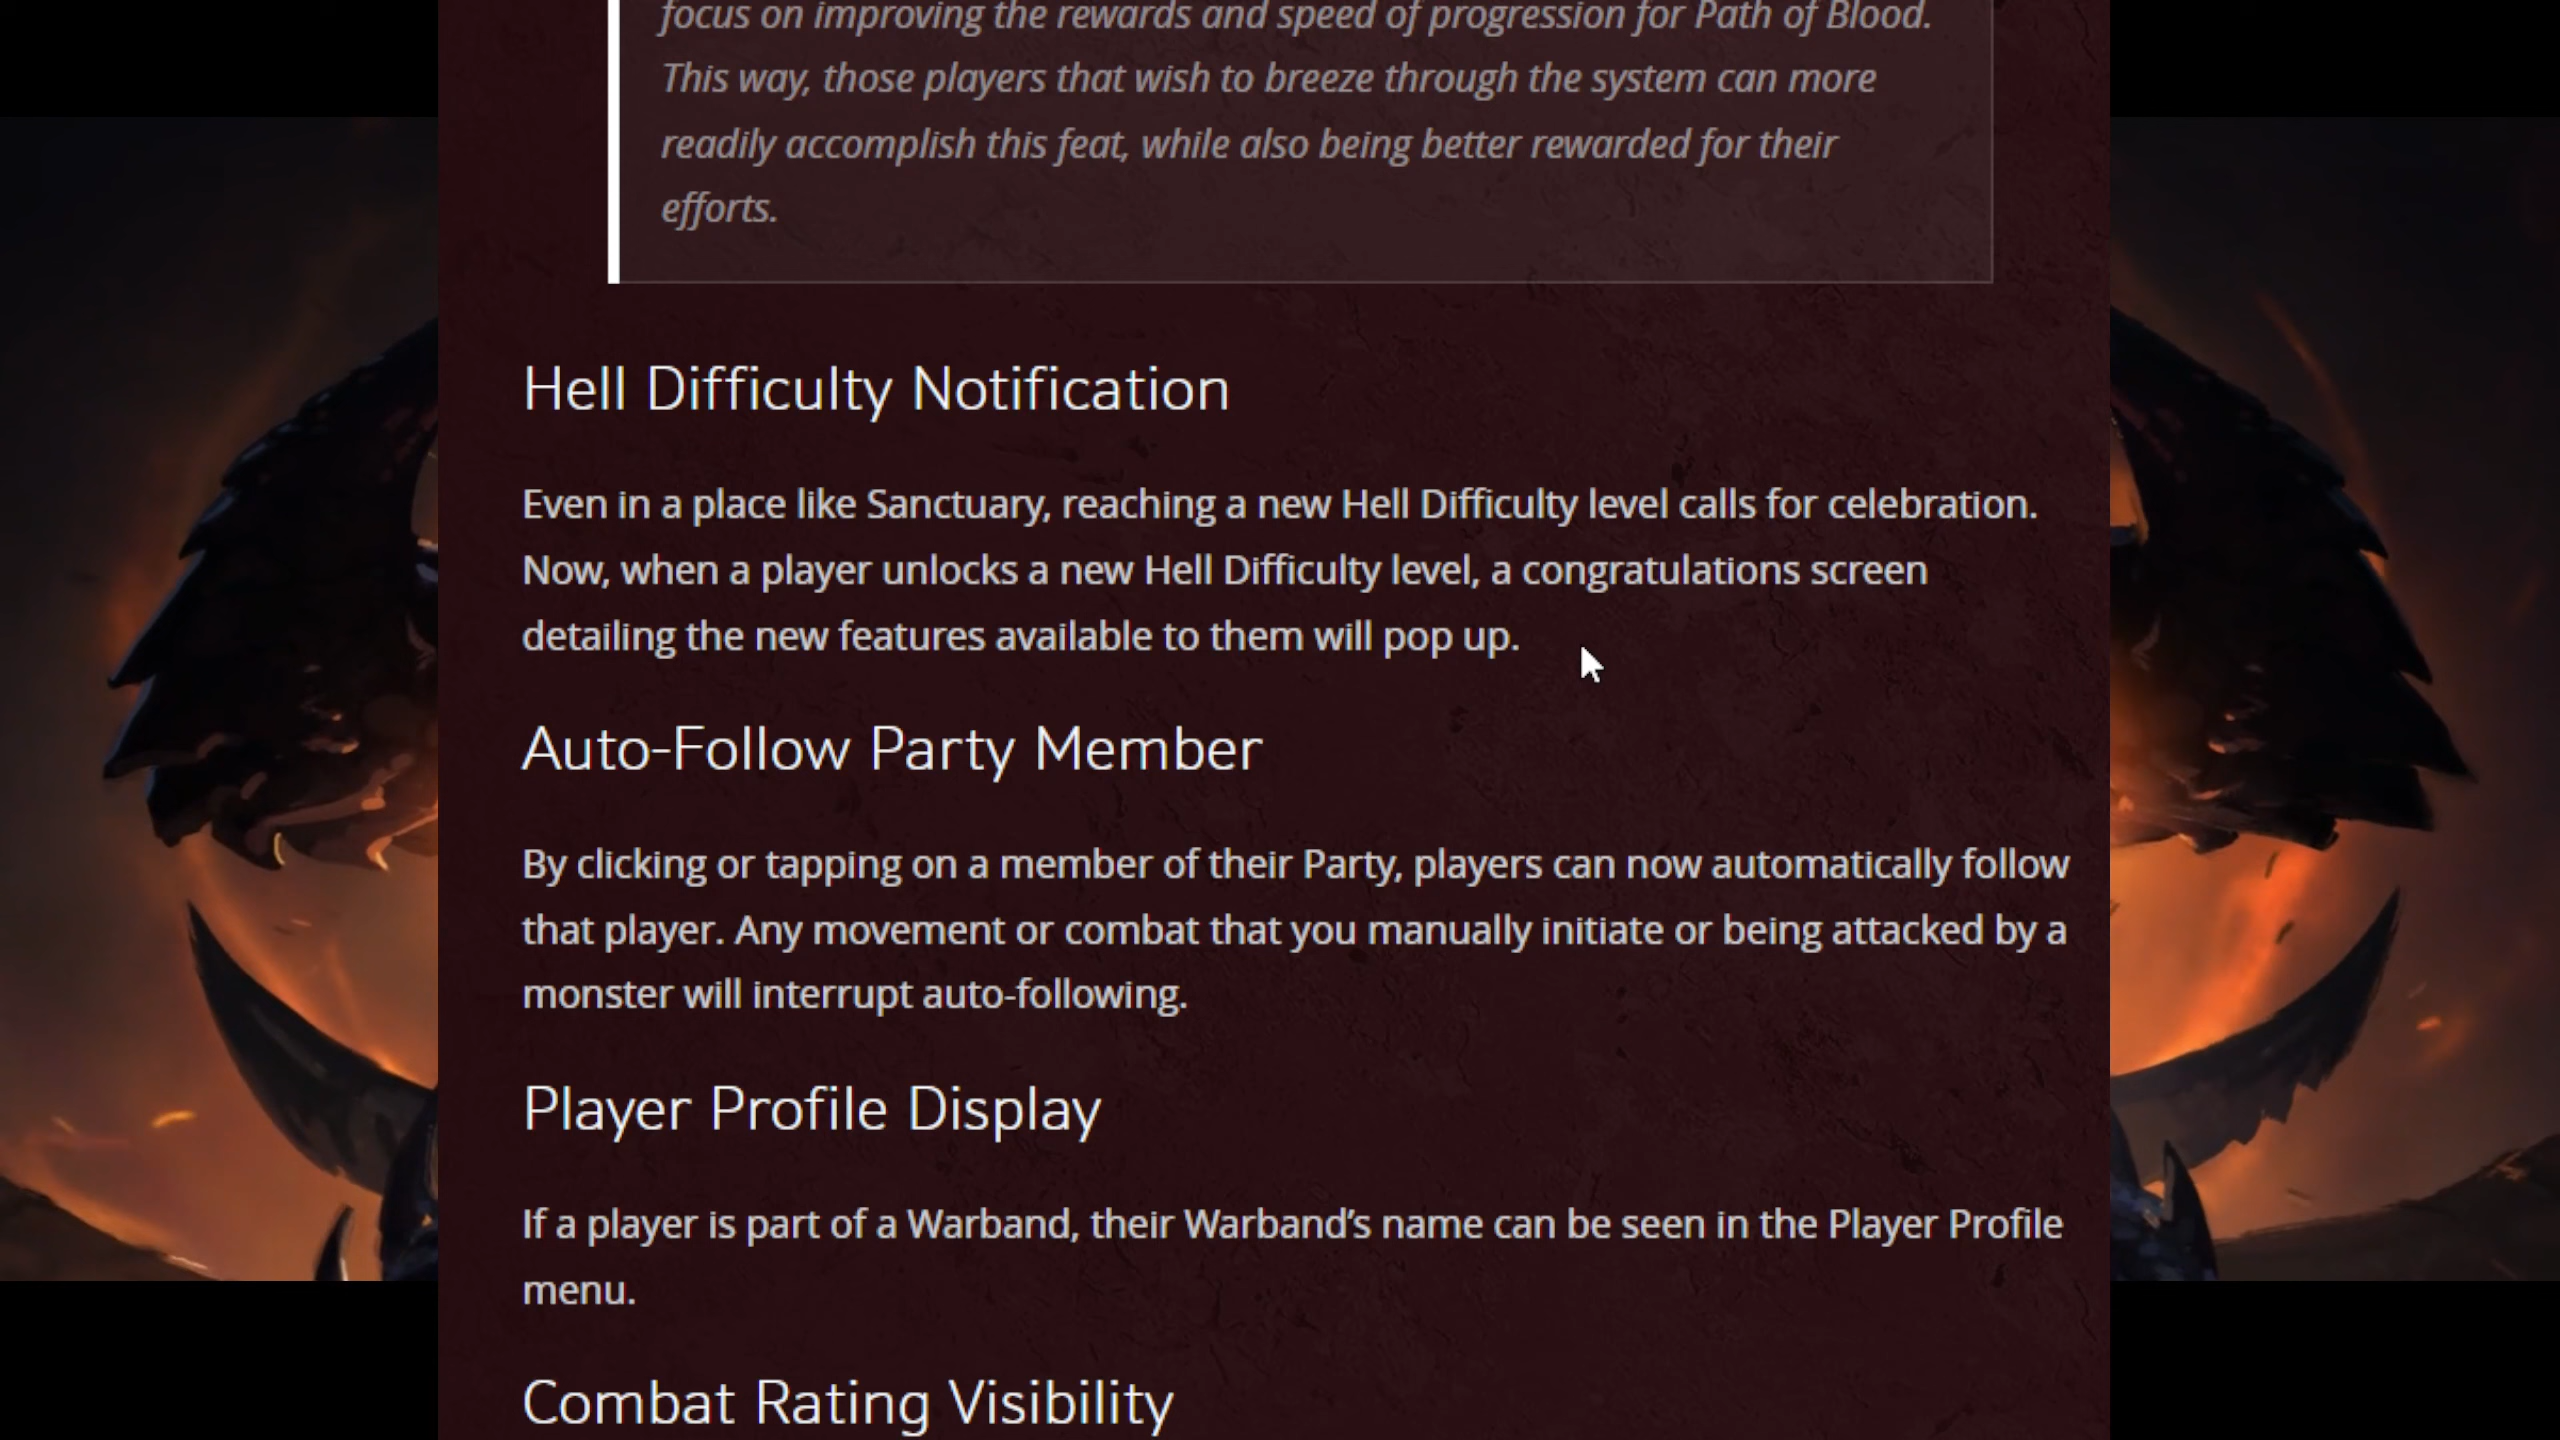 focus on improving the rewards and speed of progression for Path of Blood.
This way, those players that wish to breeze through the system can more
readily accomplish this feat, while also being better rewarded for their
efforts.
Hell Difficulty Notification
Even in a place like Sanctuary, reaching a new Hell Difficulty level calls for celebration.
Now, when a player unlocks a new Hell Difficulty level, a congratulations screen
detailing the new features available to them will pop up.
Auto-Follow Party Member
By clicking or tapping on a member of their Party, players can now automatically follow
that player. Any movement or combat that you manually initiate or being attacked by a
monster will interrupt auto-following.
Player Profile Display
If a player is part of a Warband, their Warband’s name can be seen in the Player Profile
menu.
Combat Rating Visibility